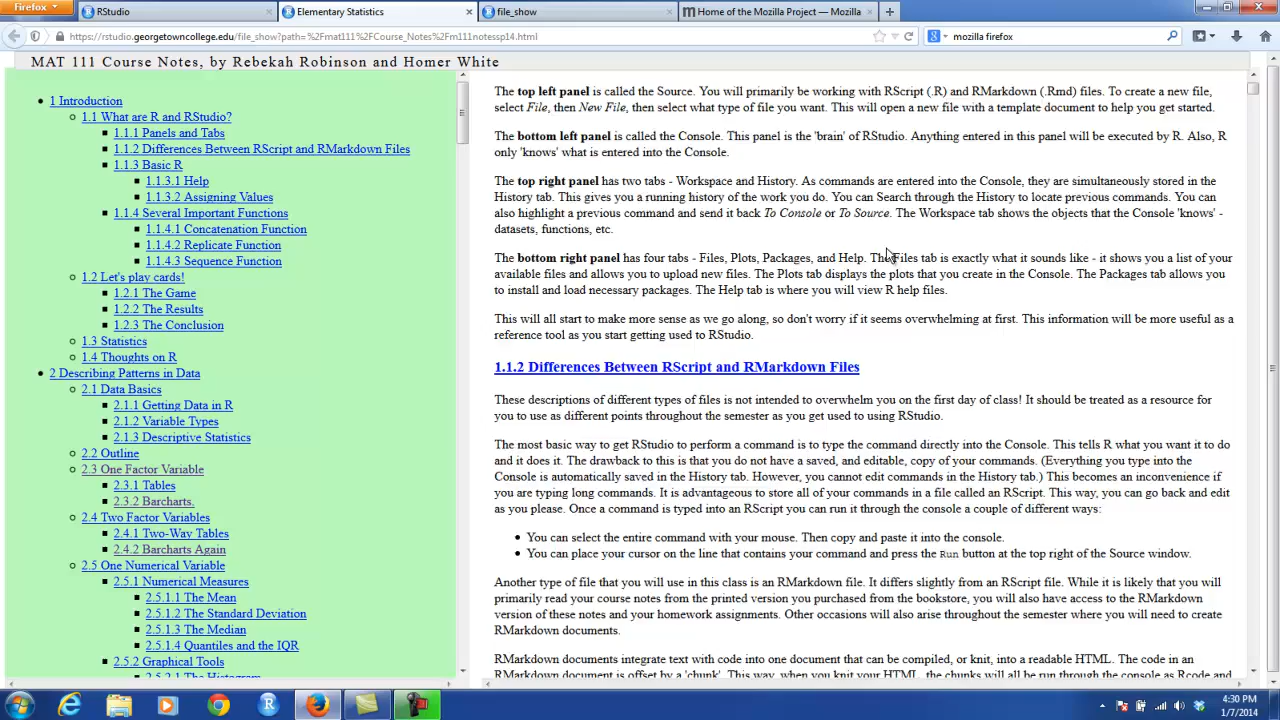 Firefox
RStudio
Elementary Statistics
file_show
Home of the Mozilla Project — Mozilla
https://rstudio.georgetowncollege.edu/file_show?path=%2Fmat111%2FCourse_Notes%2Fm111notessp14.html
mozilla firefox
MAT 111 Course Notes, by Rebekah Robinson and Homer White
1 Introduction
1.1 What are R and RStudio?
1.1.1 Panels and Tabs
1.1.2 Differences Between RScript and RMarkdown Files
1.1.3 Basic R
1.1.3.1 Help
1.1.3.2 Assigning Values
1.1.4 Several Important Functions
1.1.4.1 Concatenation Function
1.1.4.2 Replicate Function
1.1.4.3 Sequence Function
1.2 Let's play cards!
1.2.1 The Game
1.2.2 The Results
1.2.3 The Conclusion
1.3 Statistics
1.4 Thoughts on R
2 Describing Patterns in Data
2.1 Data Basics
2.1.1 Getting Data in R
2.1.2 Variable Types
2.1.3 Descriptive Statistics
2.2 Outline
2.3 One Factor Variable
2.3.1 Tables
2.3.2 Barcharts.
2.4 Two Factor Variables
2.4.1 Two-Way Tables
2.4.2 Barcharts Again
2.5 One Numerical Variable
2.5.1 Numerical Measures
2.5.1.1 The Mean
2.5.1.2 The Standard Deviation
2.5.1.3 The Median
2.5.1.4 Quantiles and the IQR
2.5.2 Graphical Tools
2.5.2.1 The Histogram
The top left panel is called the Source. You will primarily be working with RScript (.R) and RMarkdown (.Rmd) files. To create a new file,
select File, then New File, then select what type of file you want. This will open a new file with a template document to help you get started.
The bottom left panel is called the Console. This panel is the 'brain' of RStudio. Anything entered in this panel will be executed by R. Also, R
only 'knows' what is entered into the Console.
The top right panel has two tabs - Workspace and History. As commands are entered into the Console, they are simultaneously stored in the
History tab. This gives you a running history of the work you do. You can Search through the History to locate previous commands. You can
also highlight a previous command and send it back To Console or To Source. The Workspace tab shows the objects that the Console 'knows' -
datasets, functions, etc.
The bottom right panel has four tabs - Files, Plots, Packages, and Help. The Files tab is exactly what it sounds like - it shows you a list of your
available files and allows you to upload new files. The Plots tab displays the plots that you create in the Console. The Packages tab allows you
to install and load necessary packages. The Help tab is where you will view R help files.
This will all start to make more sense as we go along, so don't worry if it seems overwhelming at first. This information will be more useful as a
reference tool as you start getting used to RStudio.
1.1.2 Differences Between RScript and RMarkdown Files
These descriptions of different types of files is not intended to overwhelm you on the first day of class! It should be treated as a resource for
you to use as different points throughout the semester as you get used to using RStudio.
The most basic way to get RStudio to perform a command is to type the command directly into the Console. This tells R what you want it to do
and it does it. The drawback to this is that you do not have a saved, and editable, copy of your commands. (Everything you type into the
Console is automatically saved in the History tab. However, you cannot edit commands in the History tab.) This becomes an inconvenience if
you are typing long commands. It is advantageous to store all of your commands in a file called an RScript. This way, you can go back and edit
as you please. Once a command is typed into an RScript you can run it through the console a couple of different ways:
You can select the entire command with your mouse. Then copy and paste it into the console.
You can place your cursor on the line that contains your command and press the Run button at the top right of the Source window.
Another type of file that you will use in this class is an RMarkdown file. It differs slightly from an RScript file. While it is likely that you will
primarily read your course notes from the printed version you purchased from the bookstore, you will also have access to the RMarkdown
version of these notes and your homework assignments. Other occasions will also arise throughout the semester where you will need to create
RMarkdown documents.
RMarkdown documents integrate text with code into one document that can be compiled, or knit, into a readable HTML. The code in an
RMarkdown document is offset by a 'chunk'. This way, when you knit your HTML, the chunks will all be run through the console as Rcode and
4:30 PM
1/7/2014